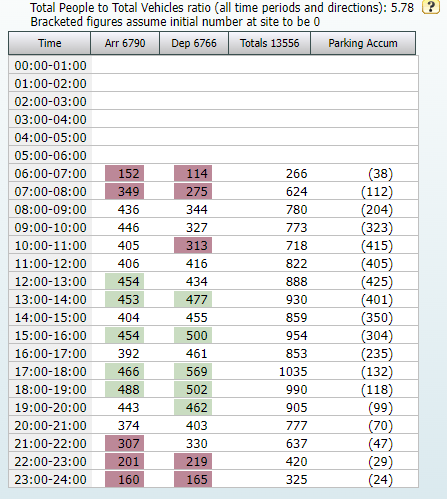 Total People to Total Vehicles ratio (all time periods and directions): 5.78 ?
Bracketed figures assume initial number at site to be 0
Time Arr 6790 Dep 6766 Totals 13556 Parking Accum
00:00-01:00
01:00-02:00
02:00-03:00
03:00-04:00
04:00-05:00
05:00-06:00
06:00-07:00 152 114 266 (38)
07:00-08:00 349 275 624 (112)
08:00-09:00 436 344 780 (204)
09:00-10:00 446 327 773 (323)
10:00-11:00 405 313 718 (415)
11:00-12:00 406 416 822 (405)
12:00-13:00 454 434 888 (425)
13:00-14:00 453 477 930 (401)
14:00-15:00 404 455 859 (350)
15:00-16:00 454 500 954 (304)
16:00-17:00 392 461 853 (235)
17:00-18:00 466 569 1035 (132)
18:00-19:00 488 502 990 (118)
19:00-20:00 443 462 905 (99)
20:00-21:00 374 403 777 (70)
21:00-22:00 307 330 637 (47)
22:00-23:00 201 219 420 (29)
23:00-24:00 160 165 325 (24)